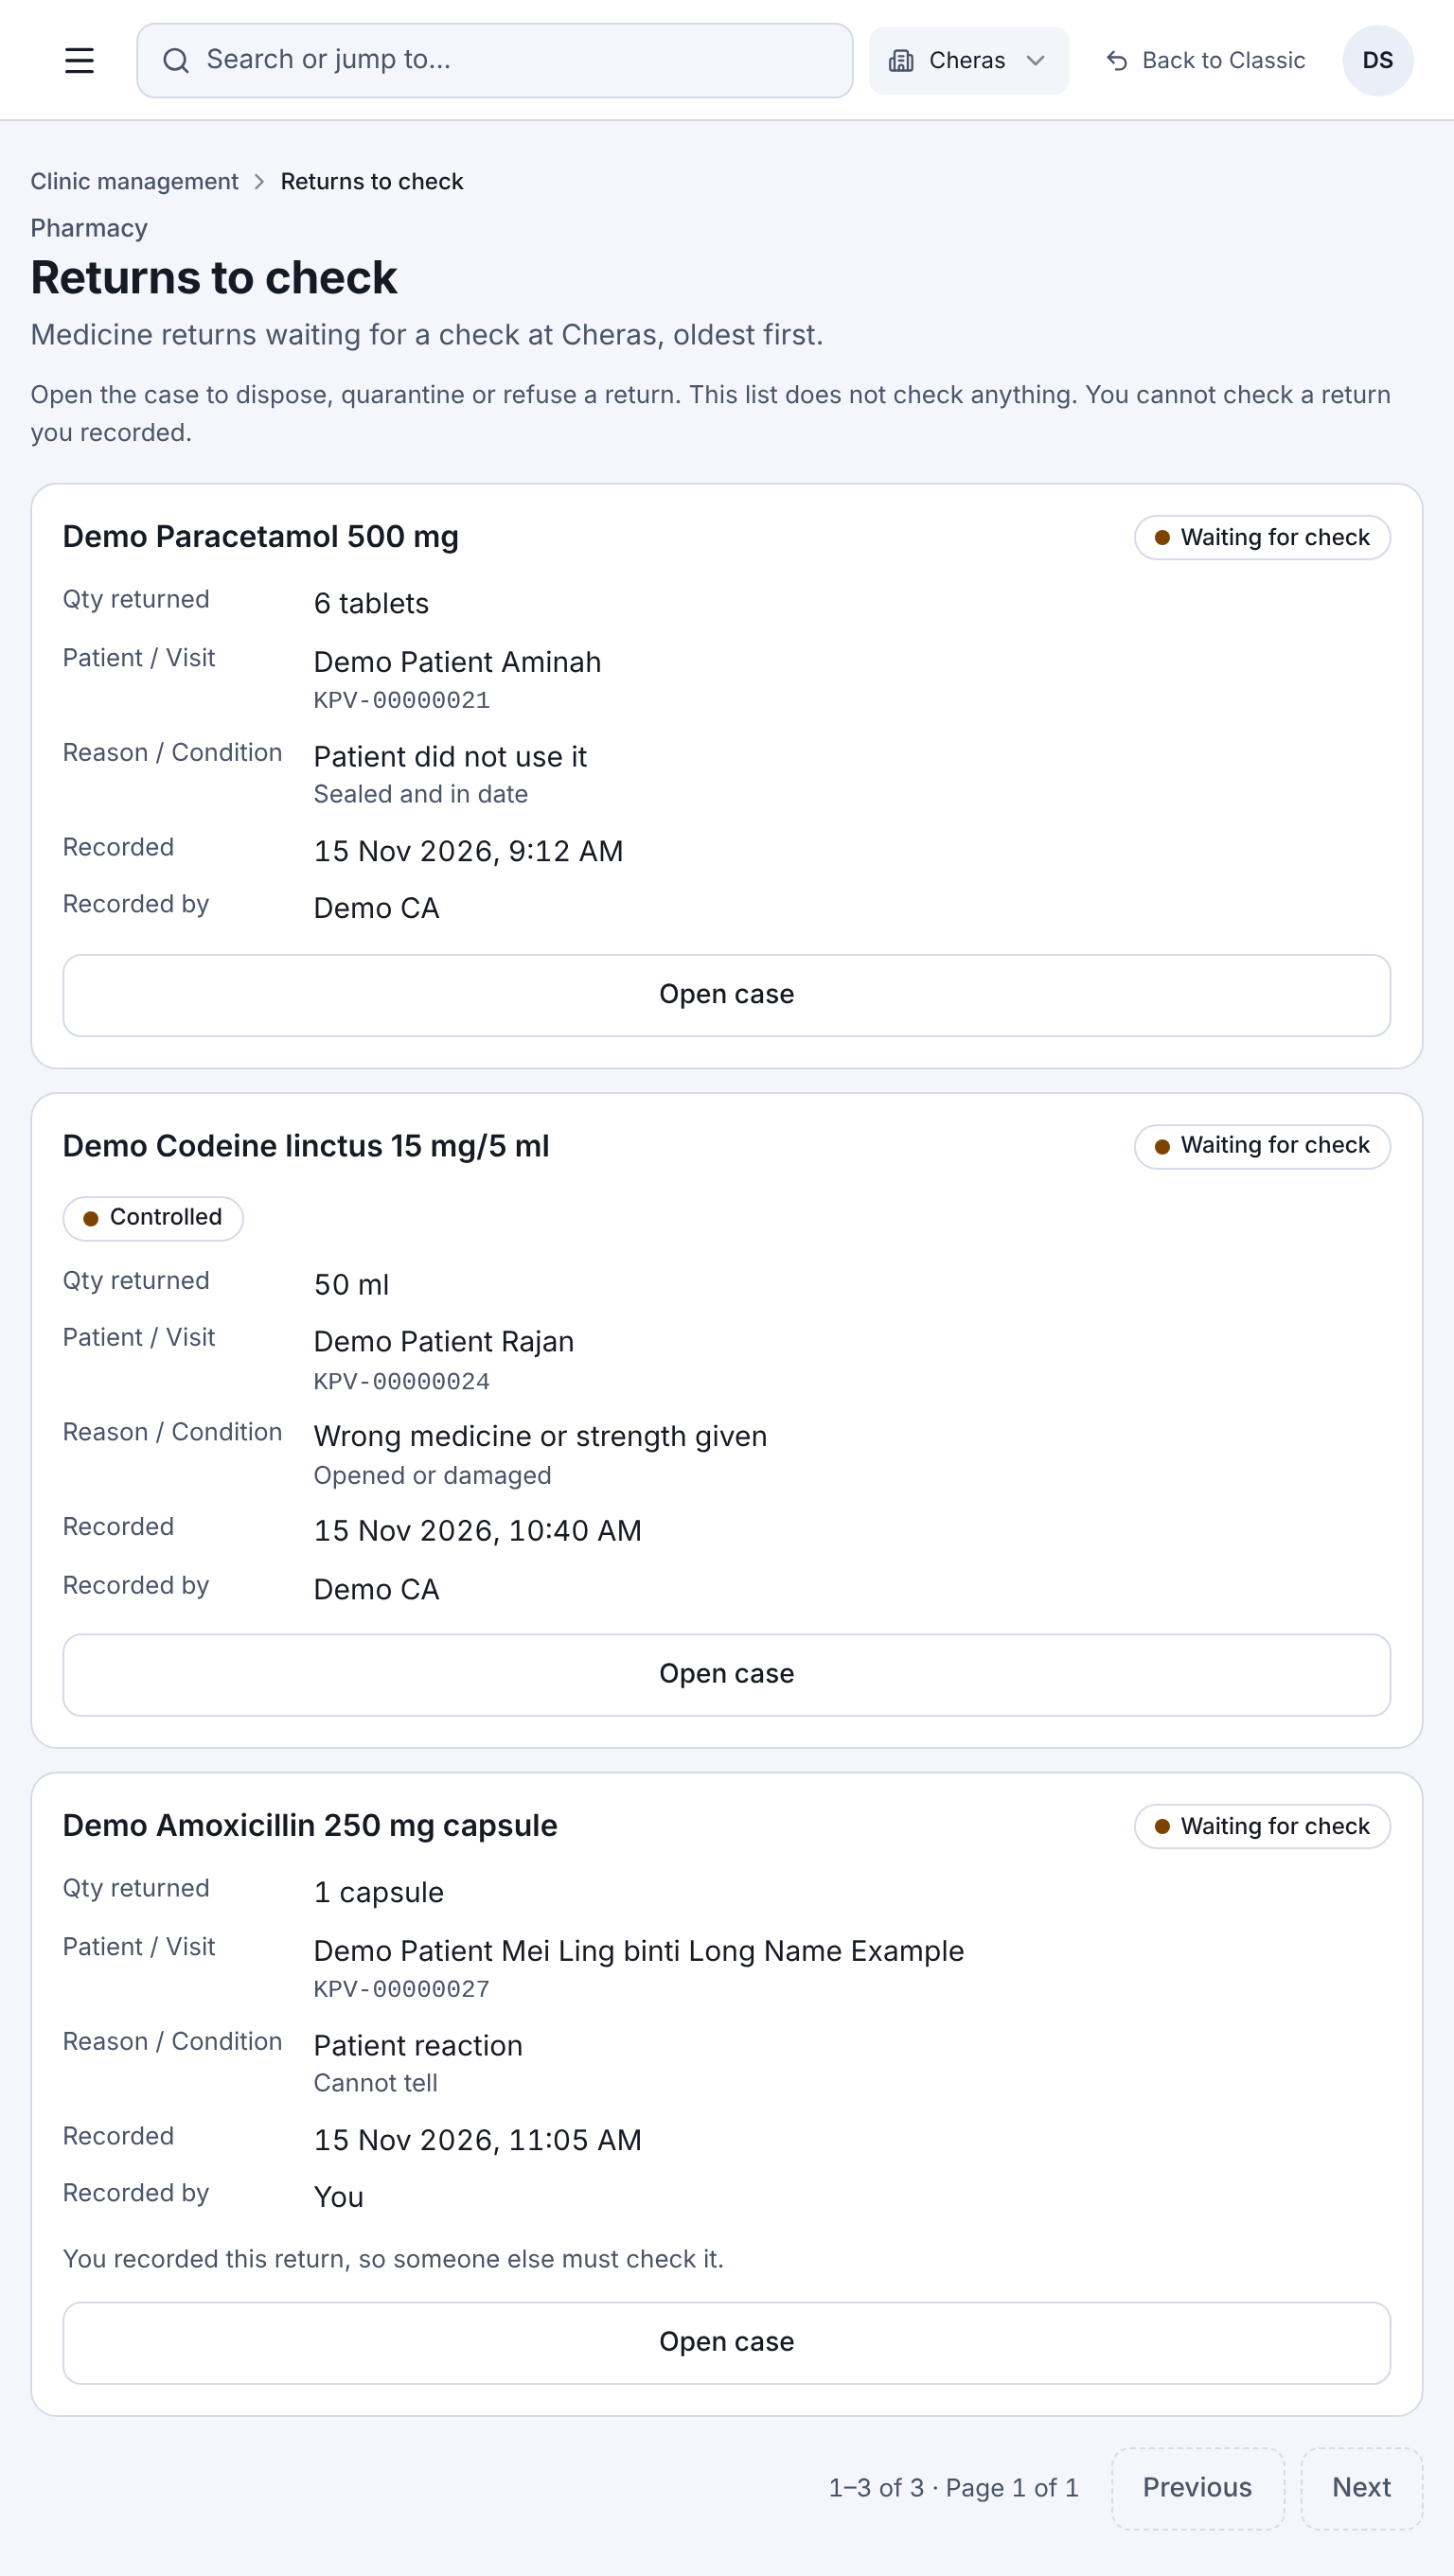 Search or jump to...
Cheras
Back to Classic
DS
Clinic management > Returns to check
Pharmacy
Returns to check
Medicine returns waiting for a check at Cheras, oldest first.
Open the case to dispose, quarantine or refuse a return. This list does not check anything. You cannot check a return
you recorded.
Demo Paracetamol 500 mg
Waiting for check
Qty returned
6 tablets
Patient / Visit
Demo Patient Aminah
KPV-00000021
Reason / Condition
Patient did not use it
Sealed and in date
Recorded
15 Nov 2026, 9:12 AM
Recorded by
Demo CA
Open case
Demo Codeine linctus 15 mg/5 ml
Waiting for check
Controlled
Qty returned
50 ml
Patient / Visit
Demo Patient Rajan
KPV-00000024
Reason / Condition
Wrong medicine or strength given
Opened or damaged
Recorded
15 Nov 2026, 10:40 AM
Recorded by
Demo CA
Open case
Demo Amoxicillin 250 mg capsule
Waiting for check
Qty returned
1 capsule
Patient / Visit
Demo Patient Mei Ling binti Long Name Example
KPV-00000027
Reason / Condition
Patient reaction
Cannot tell
Recorded
15 Nov 2026, 11:05 AM
Recorded by
You
You recorded this return, so someone else must check it.
Open case
1–3 of 3 · Page 1 of 1
Previous
Next